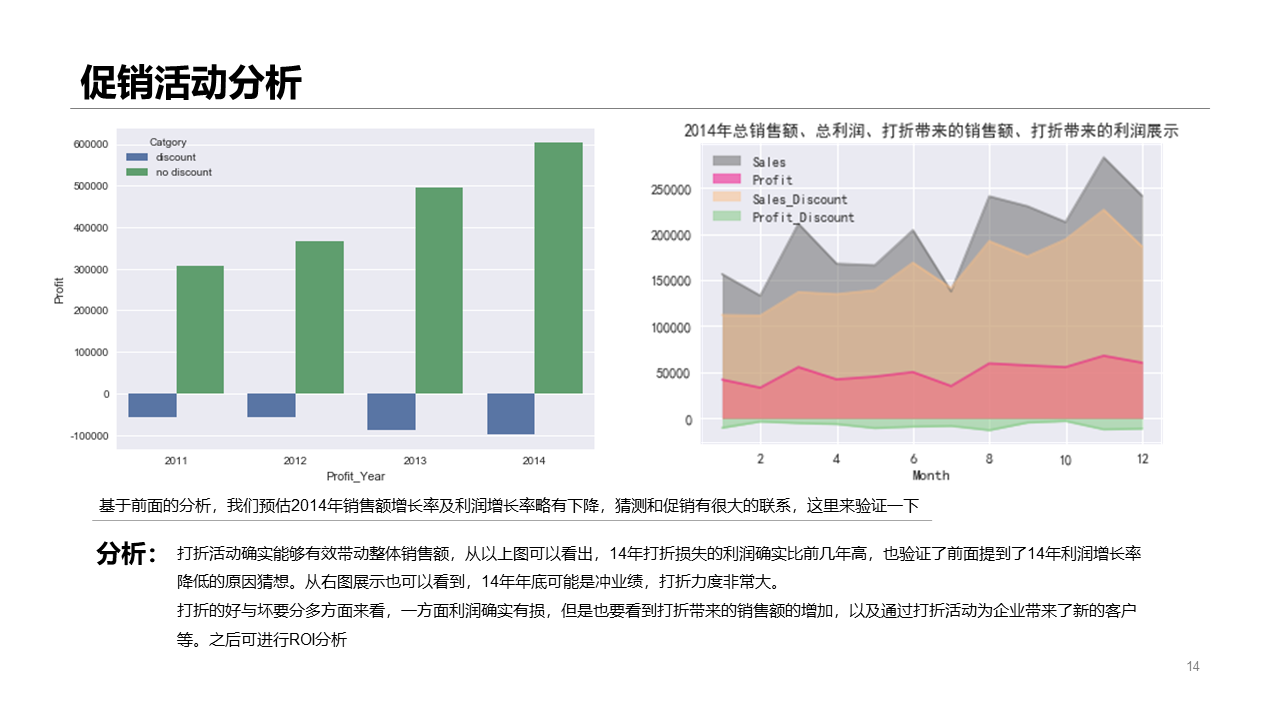 促销活动分析
Catgory
discount
no discount
600000
500000
400000
300000
200000
100000
0
-100000
Profit
2011
2012
2013
2014
Profit_Year
2014年总销售额、总利润、打折带来的销售额、打折带来的利润展示
Sales
Profit
Sales_Discount
Profit_Discount
250000
200000
150000
100000
50000
0
2
4
6
8
10
12
Month
基于前面的分析，我们预估2014年销售额增长率及利润增长率略有下降，猜测和促销有很大的联系，这里来验证一下
分析：
打折活动确实能够有效带动整体销售额，从以上图可以看出，14年打折损失的利润确实比前几年高，也验证了前面提到了14年利润增长率
降低的原因猜想。从右图展示也可以看到，14年年底可能是冲业绩，打折力度非常大。
打折的好与坏要分多方面来看，一方面利润确实有损，但是也要看到打折带来的销售额的增加，以及通过打折活动为企业带来了新的客户
等。之后可进行ROI分析
14